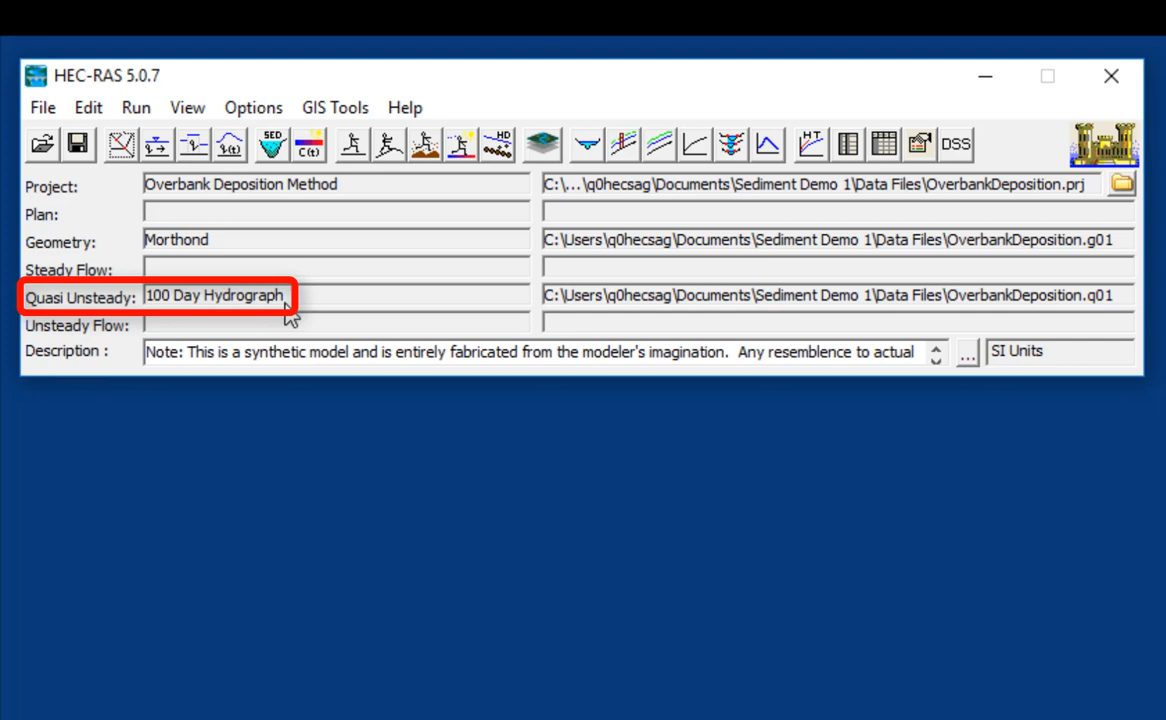 HEC-RAS 5.0.7
File Edit Run View Options GIS Tools Help
SED C(t) HD HT DSS
Project: Overbank Deposition Method C:\...\q0hecsag\Documents\Sediment Demo 1\Data Files\OverbankDeposition.prj
Plan:
Geometry: Morthond C:\Users\q0hecsag\Documents\Sediment Demo 1\Data Files\OverbankDeposition.g01
Steady Flow:
Quasi Unsteady: 100 Day Hydrograph C:\Users\q0hecsag\Documents\Sediment Demo 1\Data Files\OverbankDeposition.q01
Unsteady Flow:
Description : Note: This is a synthetic model and is entirely fabricated from the modeler's imagination. Any resemblence to actual ... SI Units